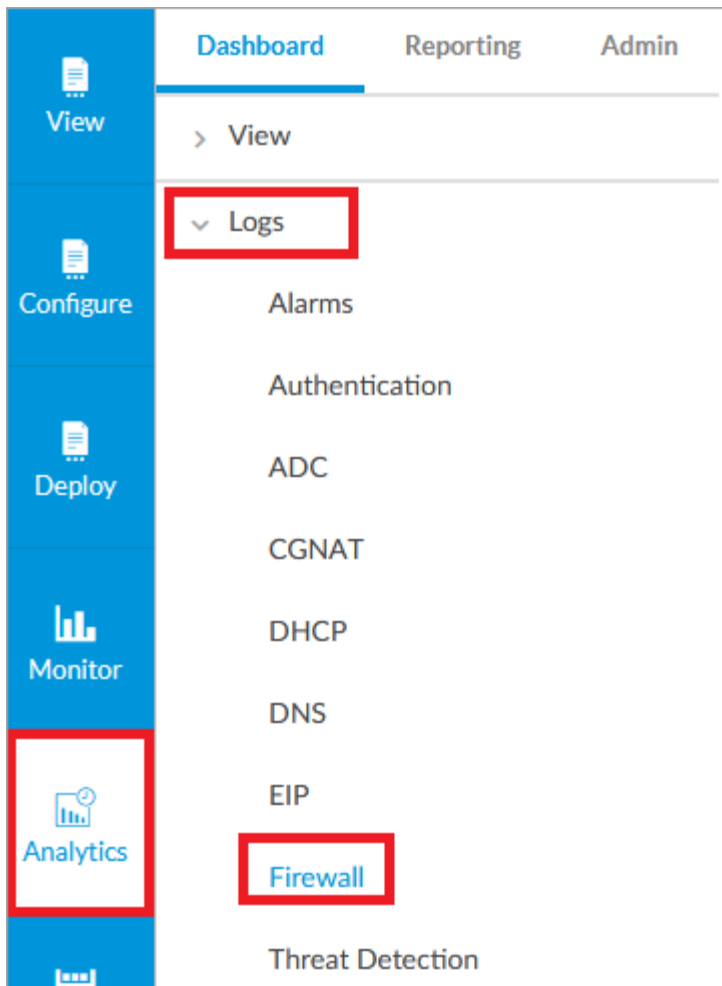 View
Configure
Deploy
Monitor
Analytics
Dashboard Reporting Admin
View
Logs
Alarms
Authentication
ADC
CGNAT
DHCP
DNS
EIP
Firewall
Threat Detection